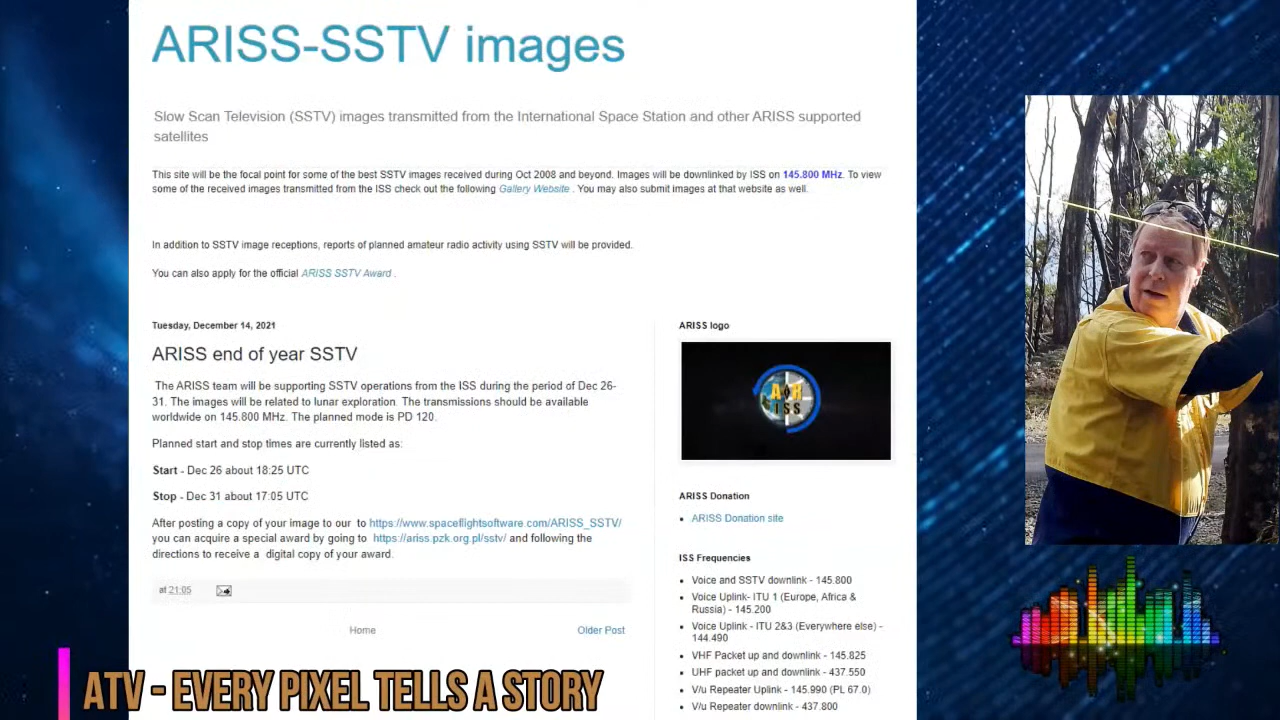 ARISS-SSTV images
Slow Scan Television (SSTV) images transmitted from the International Space Station and other ARISS supported
satellites
This site will be the focal point for some of the best SSTV images received during Oct 2008 and beyond. Images will be downlinked by ISS on 145.800 MHz. To view
some of the received images transmitted from the ISS check out the following Gallery Website . You may also submit images at that website as well.
In addition to SSTV image receptions, reports of planned amateur radio activity using SSTV will be provided.
You can also apply for the official ARISS SSTV Award .
Tuesday, December 14, 2021
ARISS end of year SSTV
The ARISS team will be supporting SSTV operations from the ISS during the period of Dec 26-
31. The images will be related to lunar exploration. The transmissions should be available
worldwide on 145.800 MHz. The planned mode is PD 120.
Planned start and stop times are currently listed as:
Start - Dec 26 about 18:25 UTC
Stop - Dec 31 about 17:05 UTC
After posting a copy of your image to our to https://www.spaceflightsoftware.com/ARISS_SSTV/
you can acquire a special award by going to https://ariss.pzk.org.pl/sstv/ and following the
directions to receive a digital copy of your award.
at 21:05
Home
Older Post
ARISS logo
ARISS
ARISS Donation
ARISS Donation site
ISS Frequencies
Voice and SSTV downlink - 145.800
Voice Uplink- ITU 1 (Europe, Africa &
Russia) - 145.200
Voice Uplink - ITU 2&3 (Everywhere else) -
144.490
VHF Packet up and downlink - 145.825
UHF packet up and downlink - 437.550
V/u Repeater Uplink - 145.990 (PL 67.0)
V/u Repeater downlink - 437.800
ATV - EVERY PIXEL TELLS A STORY